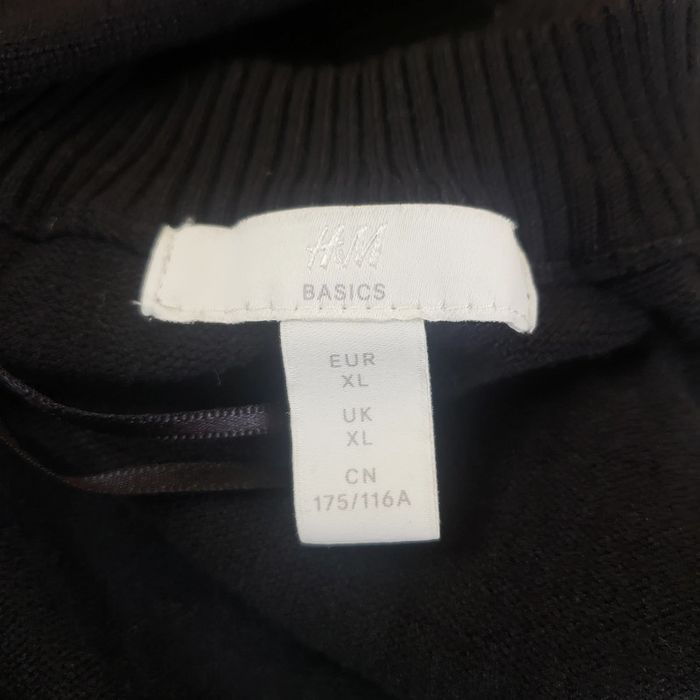 H&M
BASICS
EUR
XL
UK
XL
CN
175/116A